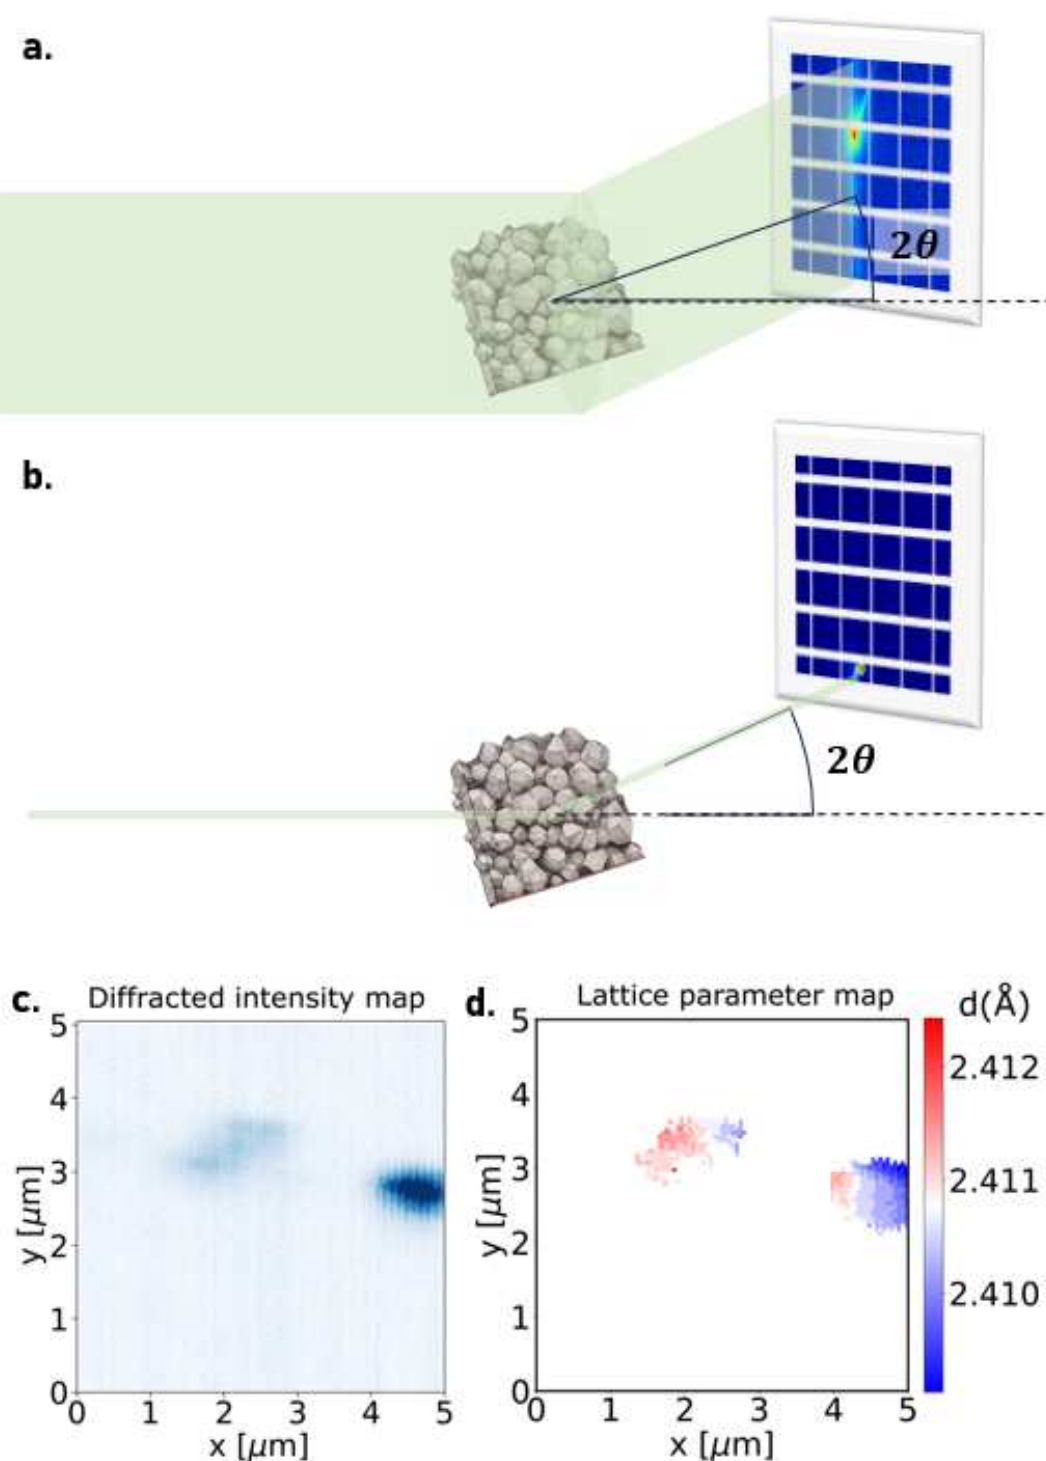 a.
2θ
b.
2θ
c. Diffracted intensity map
5
4
3
2
1
0
y [μm]
0 1 2 3 4 5
x [μm]
d. Lattice parameter map
d(Å)
5
4
3
2
1
0
y [μm]
0 1 2 3 4 5
x [μm]
2.412
2.411
2.410